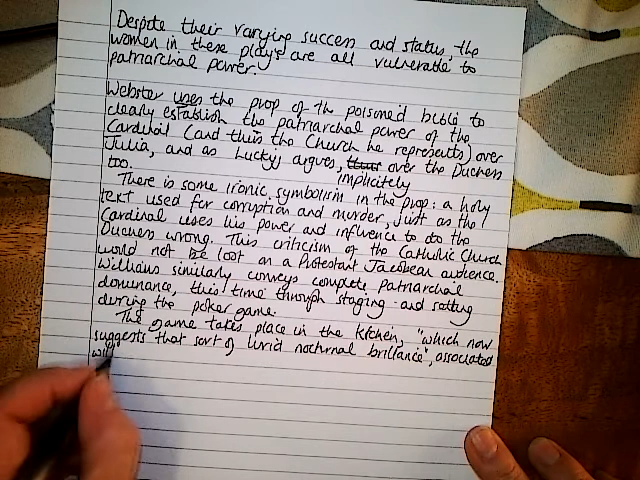 Despite their varying success and status, the
women in these plays are all vulnerable to
patriarchal power.
Webster uses the prop of the poisoned bible to
clearly establish the patriarchal power of the
Cardinal (and thus the Church he represents) over
Julia, and as Lucky argues, over the Duchess
implicitly
too.
There is some ironic symbolism in the prop: a holy
text used for corruption and murder, just as the
Cardinal uses his power and influence to do the
Duchess wrong. This criticism of the Catholic Church
would not be lost on a Protestant Jacobean audience.
Williams similarly conveys complete patriarchal
dominance, this time through staging and setting
during the poker game.
The game takes place in the kitchen, "which now
suggests that sort of lurid nocturnal brilliance", associated